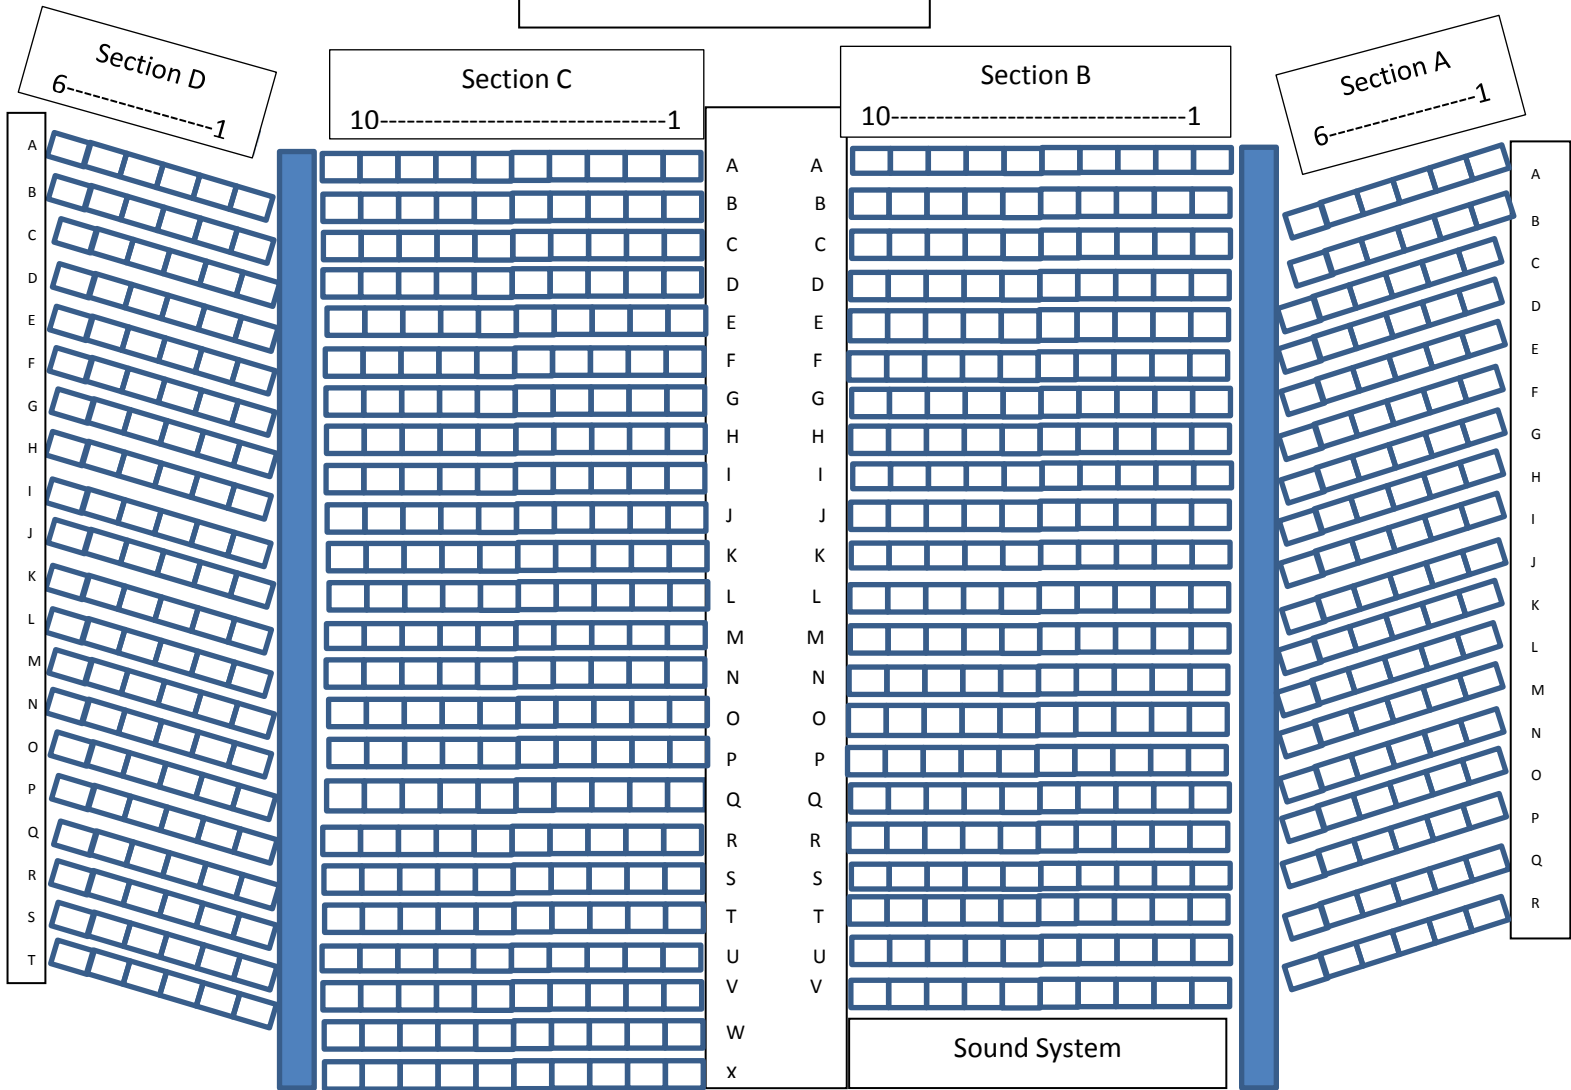 Section D
6---------------1
Section C
10------------------------------1
Section B
10-------------------------------1
Section A
6----------------1
A
B
C
D
E
F
G
H
I
J
K
L
M
N
O
P
Q
R
S
T
A
B
C
D
E
F
G
H
I
J
K
L
M
N
O
P
Q
R
S
T
U
V
W
X
A
B
C
D
E
F
G
H
I
J
K
L
M
N
O
P
Q
R
S
T
U
V
A
B
C
D
E
F
G
H
I
J
K
L
M
N
O
P
Q
R
Sound System